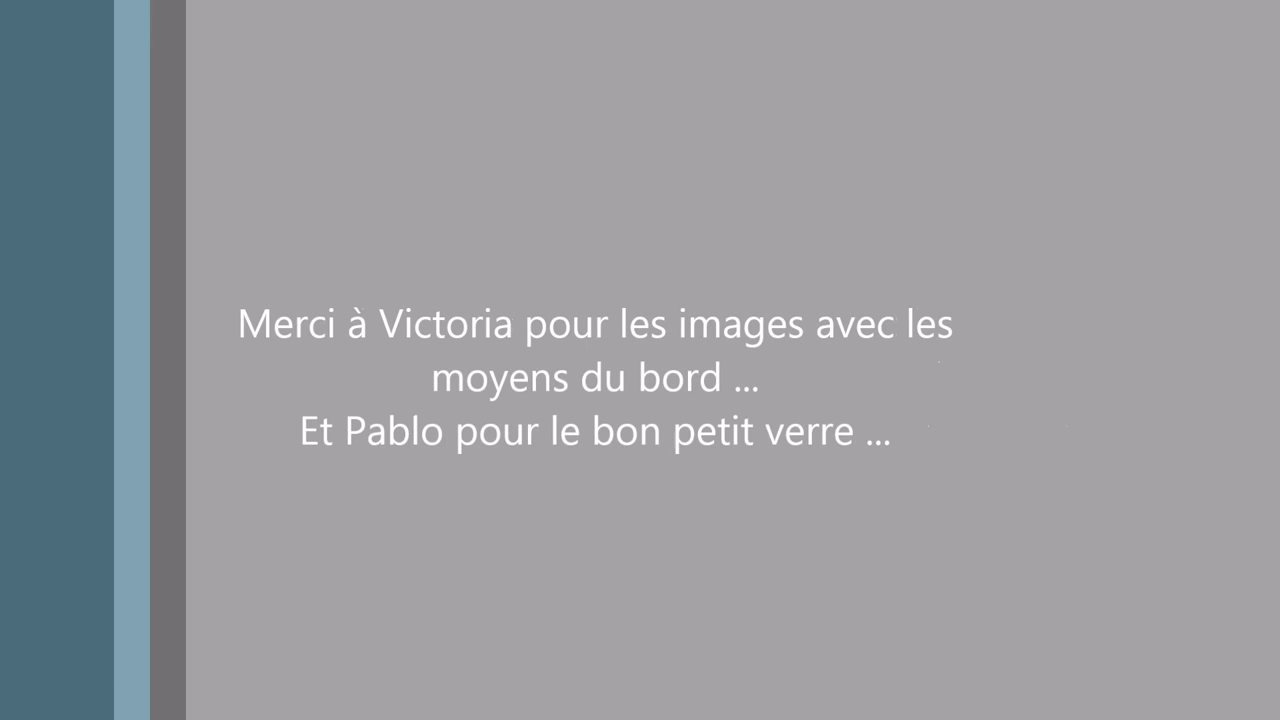 Merci à Victoria pour les images avec les
moyens du bord ...
Et Pablo pour le bon petit verre ...